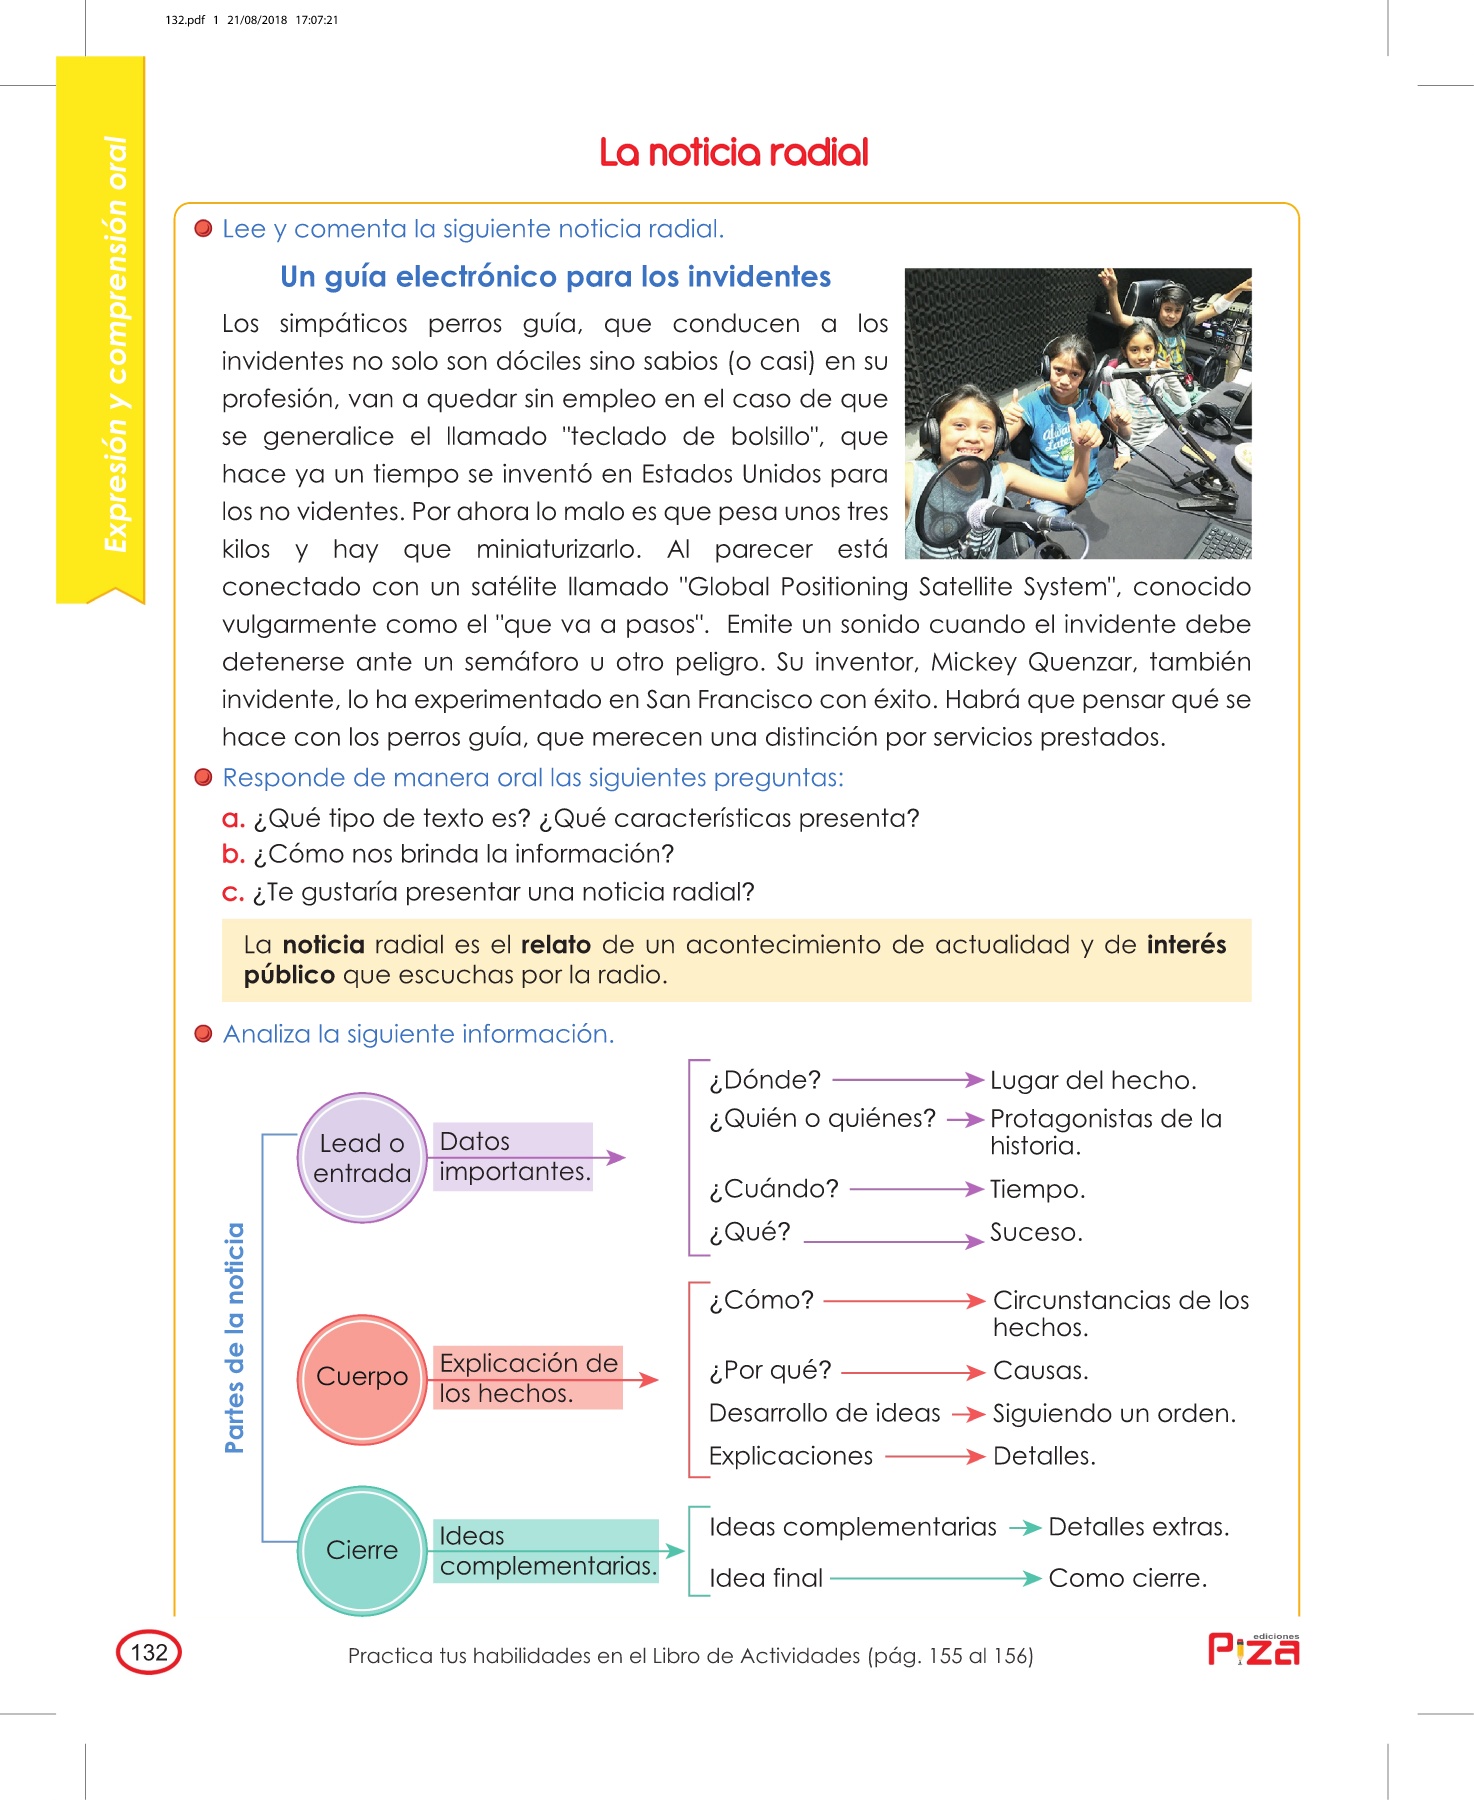 132.pdf 1 21/08/2018 17:07:21
Expresión y comprensión oral
La noticia radial
Lee y comenta la siguiente noticia radial.
Un guía electrónico para los invidentes
Los simpáticos perros guía, que conducen a los
invidentes no solo son dóciles sino sabios (o casi) en su
profesión, van a quedar sin empleo en el caso de que
se generalice el llamado "teclado de bolsillo", que
hace ya un tiempo se inventó en Estados Unidos para
los no videntes. Por ahora lo malo es que pesa unos tres
kilos y hay que miniaturizarlo. Al parecer está
conectado con un satélite llamado "Global Positioning Satellite System", conocido
vulgarmente como el "que va a pasos". Emite un sonido cuando el invidente debe
detenerse ante un semáforo u otro peligro. Su inventor, Mickey Quenzar, también
invidente, lo ha experimentado en San Francisco con éxito. Habrá que pensar qué se
hace con los perros guía, que merecen una distinción por servicios prestados.
Responde de manera oral las siguientes preguntas:
a. ¿Qué tipo de texto es? ¿Qué características presenta?
b. ¿Cómo nos brinda la información?
c. ¿Te gustaría presentar una noticia radial?
La noticia radial es el relato de un acontecimiento de actualidad y de interés
público que escuchas por la radio.
Analiza la siguiente información.
Partes de la noticia
Lead o
entrada
Datos
importantes.
¿Dónde? Lugar del hecho.
¿Quién o quiénes? Protagonistas de la
historia.
¿Cuándo? Tiempo.
¿Qué? Suceso.
Cuerpo
Explicación de
los hechos.
¿Cómo? Circunstancias de los
hechos.
¿Por qué? Causas.
Desarrollo de ideas Siguiendo un orden.
Explicaciones Detalles.
Cierre
Ideas
complementarias.
Ideas complementarias Detalles extras.
Idea final Como cierre.
132
Practica tus habilidades en el Libro de Actividades (pág. 155 al 156)
ediciones
Piza